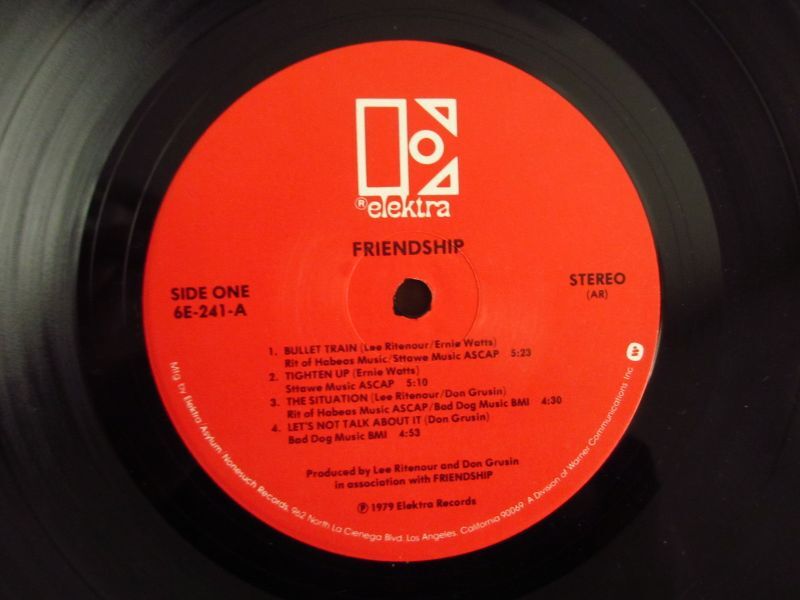 ®elektra
FRIENDSHIP
SIDE ONE
6E-241-A
STEREO
(AR)
1. BULLET TRAIN (Lee Ritenour/Ernie Watts)
Rit of Habeas Music/Sttawe Music ASCAP 5:23
2. TIGHTEN UP (Ernie Watts)
Sttawe Music ASCAP 5:10
3. THE SITUATION (Lee Ritenour/Don Grusin)
Rit of Habeas Music ASCAP/Bad Dog Music BMI 4:30
4. LET'S NOT TALK ABOUT IT (Don Grusin)
Bad Dog Music BMI 4:53
Produced by Lee Ritenour and Don Grusin
in association with FRIENDSHIP
℗ 1979 Elektra Records
Mfg by Elektra/Asylum/Nonesuch Records, 962 North La Cienega Blvd. Los Angeles, California 90069. A Division of Warner Communications Inc.